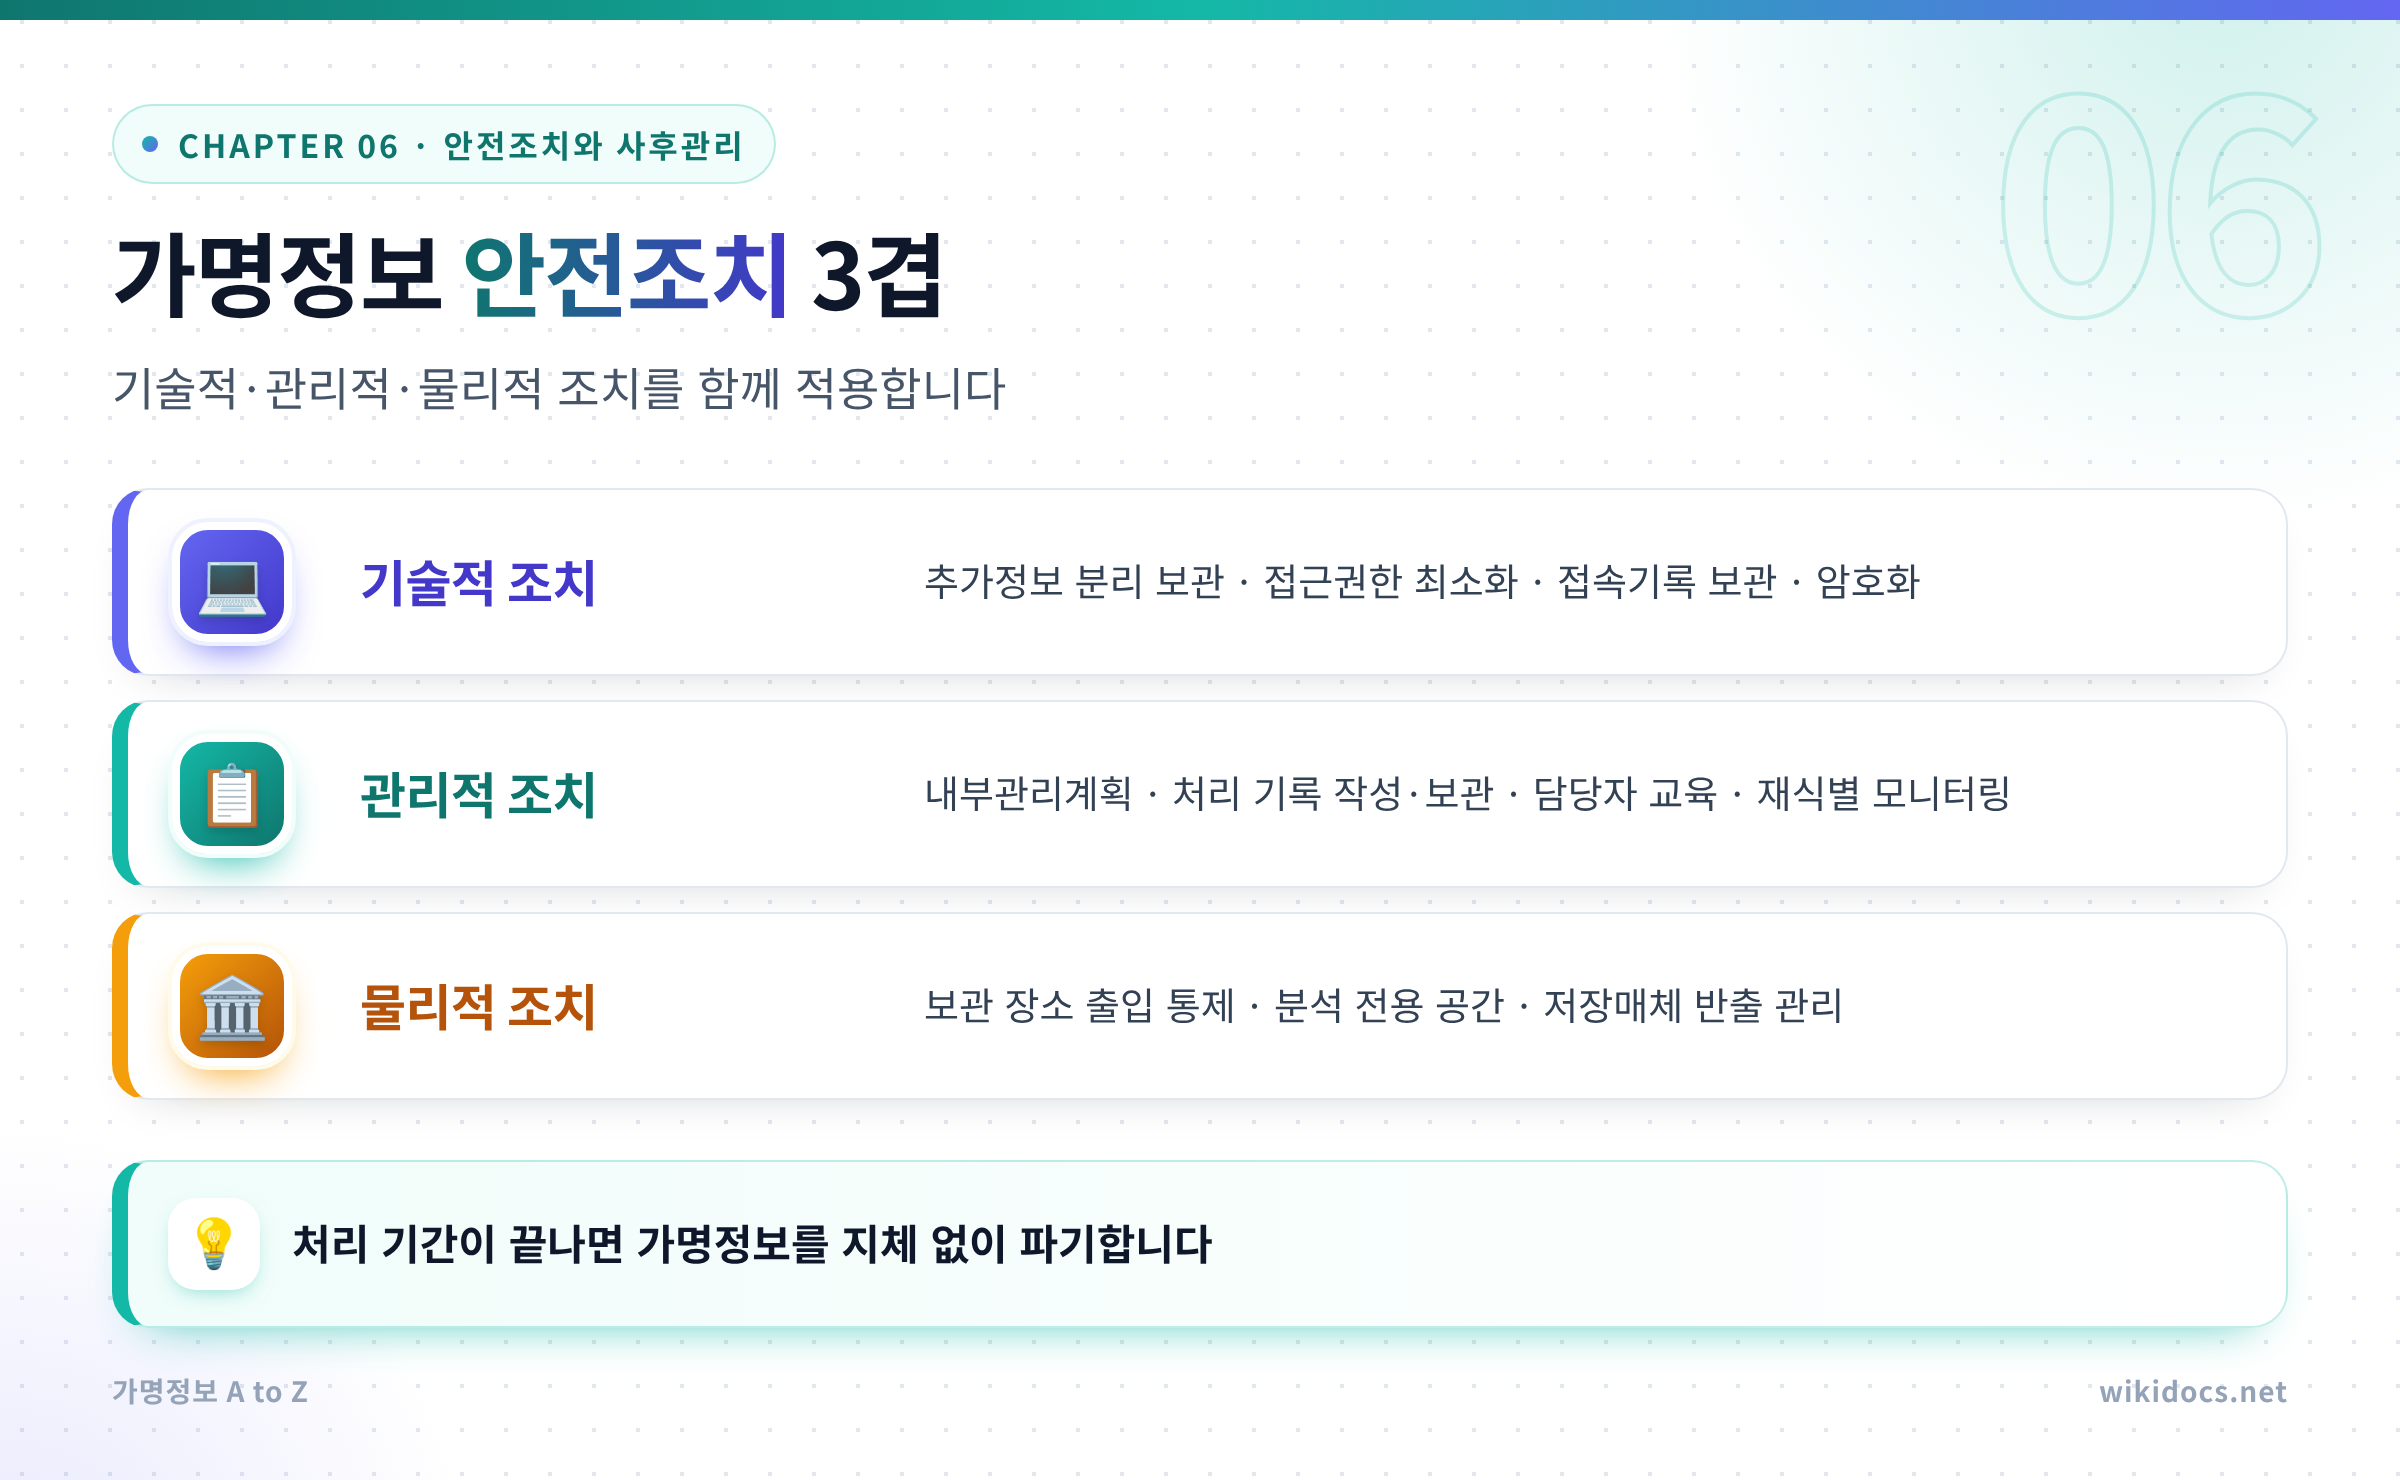 CHAPTER 06 · 안전조치와 사후관리
06
가명정보 안전조치 3겹
기술적·관리적·물리적 조치를 함께 적용합니다
기술적 조치
추가정보 분리 보관 · 접근권한 최소화 · 접속기록 보관 · 암호화
관리적 조치
내부관리계획 · 처리 기록 작성·보관 · 담당자 교육 · 재식별 모니터링
물리적 조치
보관 장소 출입 통제 · 분석 전용 공간 · 저장매체 반출 관리
처리 기간이 끝나면 가명정보를 지체 없이 파기합니다
가명정보 A to Z
wikidocs.net